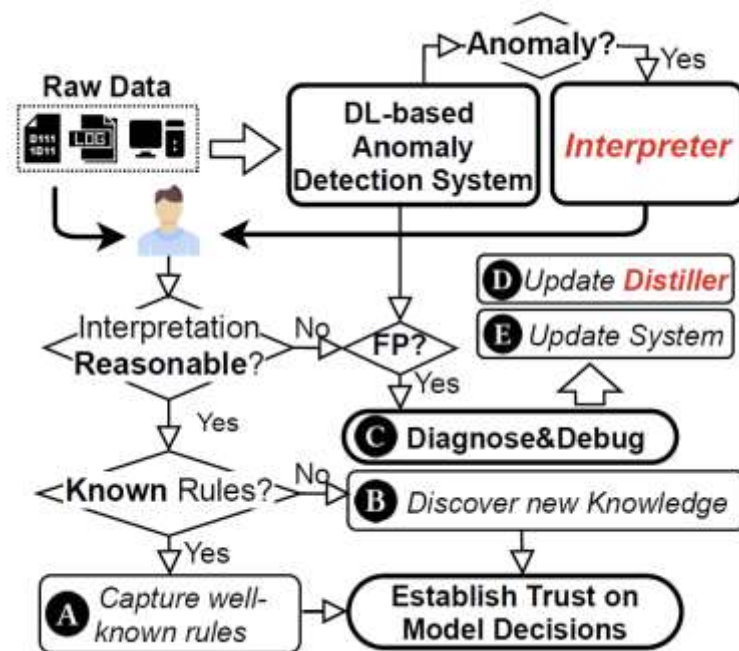 Anomaly?
Yes
Raw Data
0111
1011
LOG
DL-based
Anomaly
Detection System
Interpreter
D Update Distiller
E Update System
Interpretation
Reasonable?
No
FP?
Yes
Yes
C Diagnose&Debug
Known Rules?
No
B Discover new Knowledge
Yes
A Capture well-
known rules
Establish Trust on
Model Decisions